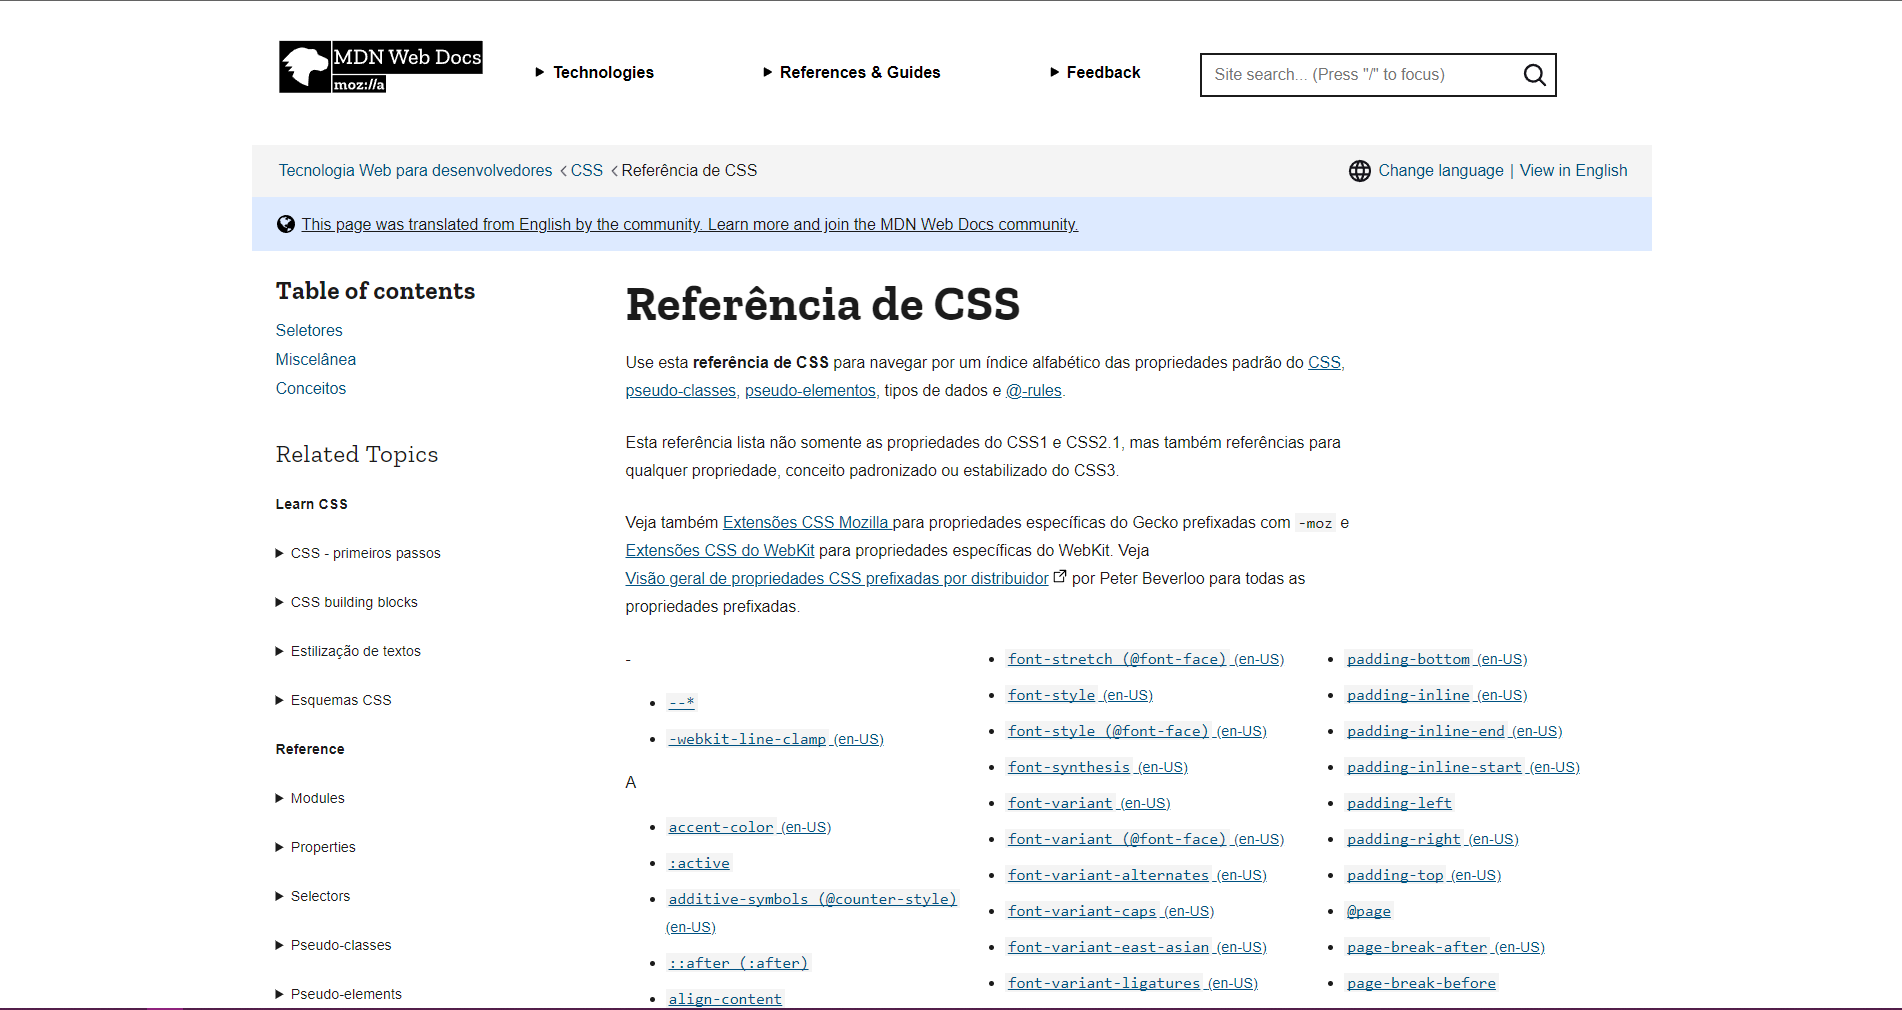 MDN Web Docs
moz://a
Technologies
References & Guides
Feedback
Site search... (Press "/" to focus)
Tecnologia Web para desenvolvedores
CSS
Referência de CSS
Change language | View in English
This page was translated from English by the community. Learn more and join the MDN Web Docs community.
Table of contents
Seletores
Miscelânea
Conceitos
Related Topics
Learn CSS
CSS - primeiros passos
CSS building blocks
Estilização de textos
Esquemas CSS
Reference
Modules
Properties
Selectors
Pseudo-classes
Pseudo-elements
Referência de CSS
Use esta referência de CSS para navegar por um índice alfabético das propriedades padrão do CSS,
pseudo-classes, pseudo-elementos, tipos de dados e @-rules.
Esta referência lista não somente as propriedades do CSS1 e CSS2.1, mas também referências para
qualquer propriedade, conceito padronizado ou estabilizado do CSS3.
Veja também Extensões CSS Mozilla para propriedades específicas do Gecko prefixadas com -moz e
Extensões CSS do WebKit para propriedades específicas do WebKit. Veja
Visão geral de propriedades CSS prefixadas por distribuidor por Peter Beverloo para todas as
propriedades prefixadas.
-
--*
-webkit-line-clamp (en-US)
A
accent-color (en-US)
:active
additive-symbols (@counter-style)
(en-US)
::after (:after)
align-content
font-stretch (@font-face) (en-US)
font-style (en-US)
font-style (@font-face) (en-US)
font-synthesis (en-US)
font-variant (en-US)
font-variant (@font-face) (en-US)
font-variant-alternates (en-US)
font-variant-caps (en-US)
font-variant-east-asian (en-US)
font-variant-ligatures (en-US)
padding-bottom (en-US)
padding-inline (en-US)
padding-inline-end (en-US)
padding-inline-start (en-US)
padding-left
padding-right (en-US)
padding-top (en-US)
@page
page-break-after (en-US)
page-break-before